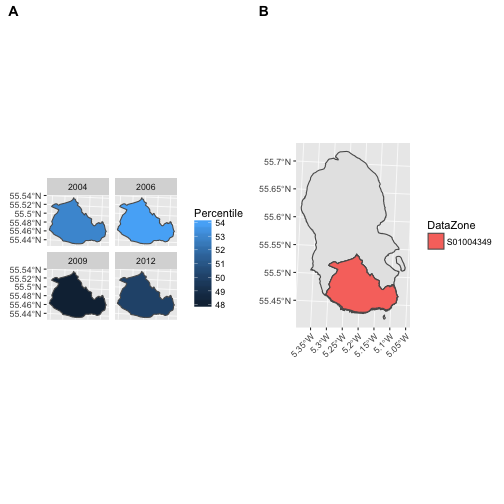 A
B
2004
2006
55.54°N
55.52°N
55.5°N
55.48°N
55.46°N
55.44°N
2009
2012
55.54°N
55.52°N
55.5°N
55.48°N
55.46°N
55.44°N
Percentile
54
53
52
51
50
49
48
55.7°N
55.65°N
55.6°N
55.55°N
55.5°N
55.45°N
5.35°W
5.3°W
5.25°W
5.2°W
5.15°W
5.1°W
5.05°W
DataZone
S01004349